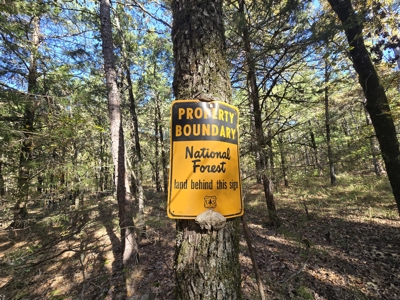 PROPERTY
BOUNDARY
National
Forest
land behind this sign